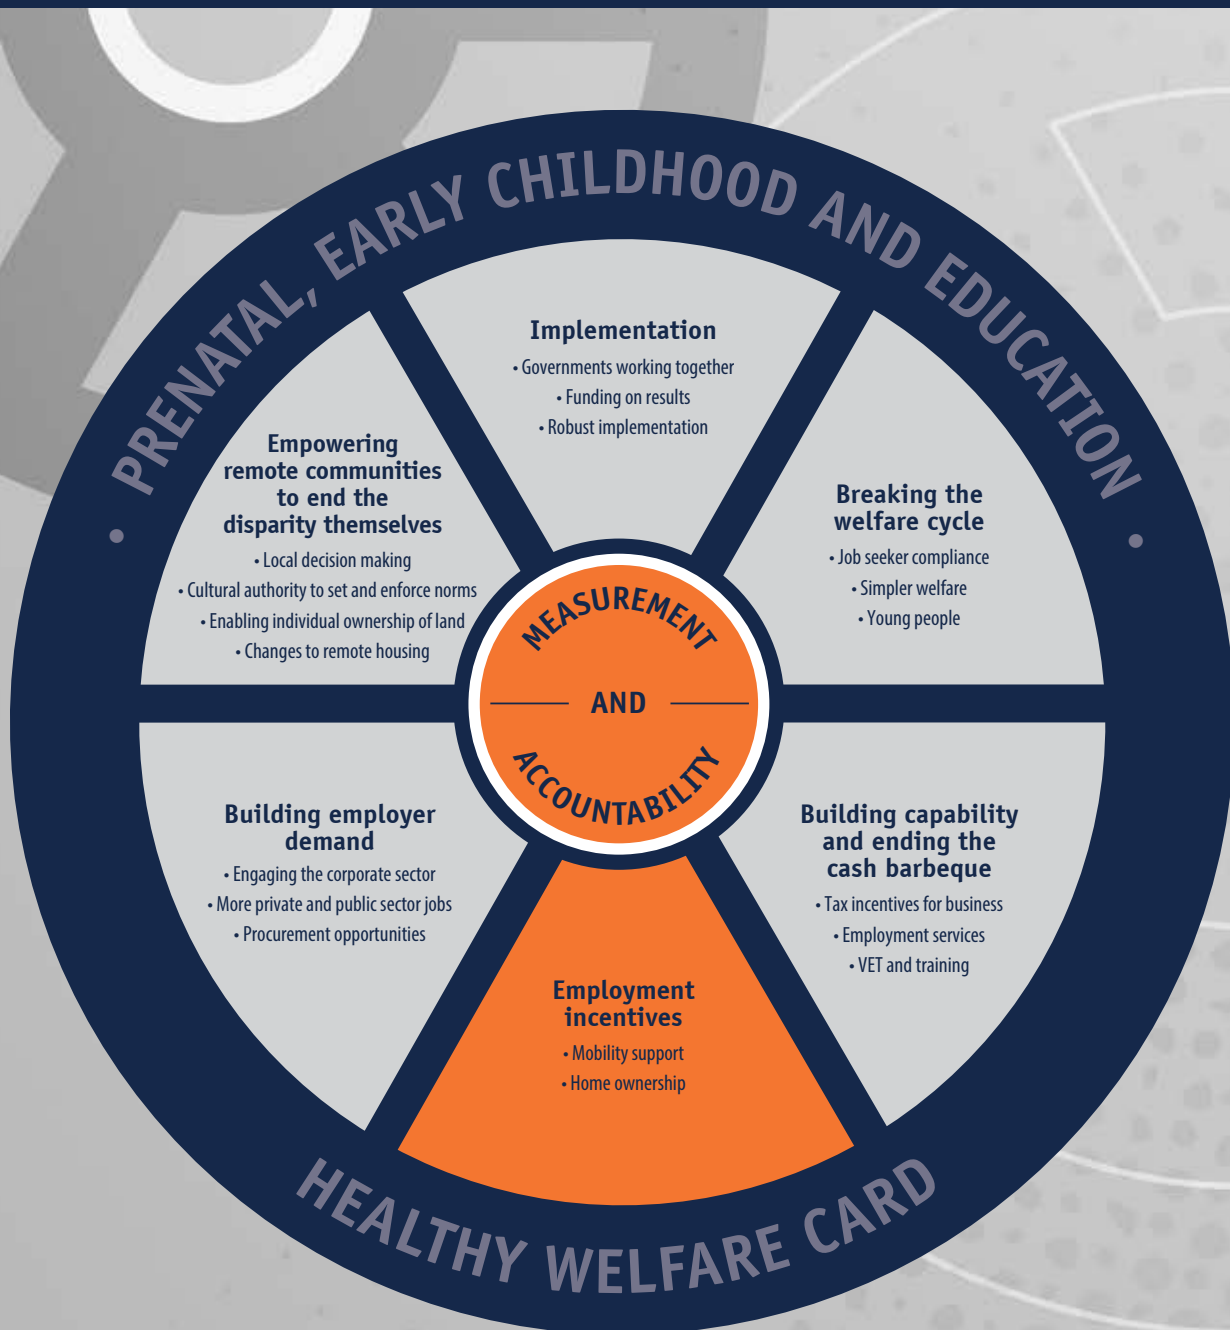 • PRENATAL, EARLY CHILDHOOD AND EDUCATION •
Implementation
• Governments working together
• Funding on results
• Robust implementation
Empowering
remote communities
to end the
disparity themselves
• Local decision making
• Cultural authority to set and enforce norms
• Enabling individual ownership of land
• Changes to remote housing
Breaking the
welfare cycle
• Job seeker compliance
• Simpler welfare
• Young people
MEASUREMENT
AND
ACCOUNTABILITY
Building employer
demand
• Engaging the corporate sector
• More private and public sector jobs
• Procurement opportunities
Building capability
and ending the
cash barbeque
• Tax incentives for business
• Employment services
• VET and training
Employment
incentives
• Mobility support
• Home ownership
HEALTHY WELFARE CARD